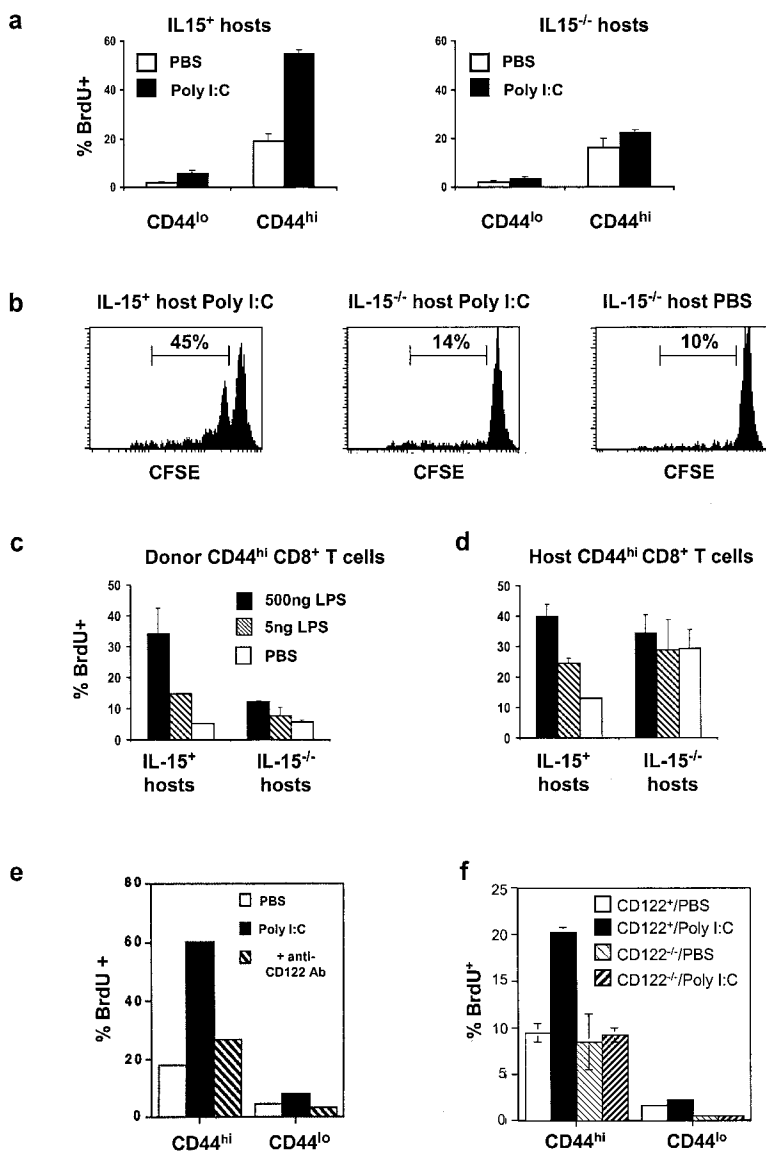 a
IL15⁺ hosts
IL15⁻/⁻ hosts
% BrdU+
80
60
40
20
0
PBS
Poly I:C
CD44ˡᵒ
CD44ʰⁱ
80
60
40
20
0
PBS
Poly I:C
CD44ˡᵒ
CD44ʰⁱ
b
IL-15⁺ host Poly I:C
IL-15⁻/⁻ host Poly I:C
IL-15⁻/⁻ host PBS
45%
14%
10%
CFSE
CFSE
CFSE
c
Donor CD44ʰⁱ CD8⁺ T cells
% BrdU+
50
40
30
20
10
0
500ng LPS
5ng LPS
PBS
IL-15⁺ hosts
IL-15⁻/⁻ hosts
d
Host CD44ʰⁱ CD8⁺ T cells
50
40
30
20
10
0
IL-15⁺ hosts
IL-15⁻/⁻ hosts
e
% BrdU +
80
60
40
20
0
PBS
Poly I:C
+ anti-
CD122 Ab
CD44ʰⁱ
CD44ˡᵒ
f
% BrdU⁺
25
20
15
10
5
0
CD122⁺/PBS
CD122⁺/Poly I:C
CD122⁻/⁻/PBS
CD122⁻/⁻/Poly I:C
CD44ʰⁱ
CD44ˡᵒ